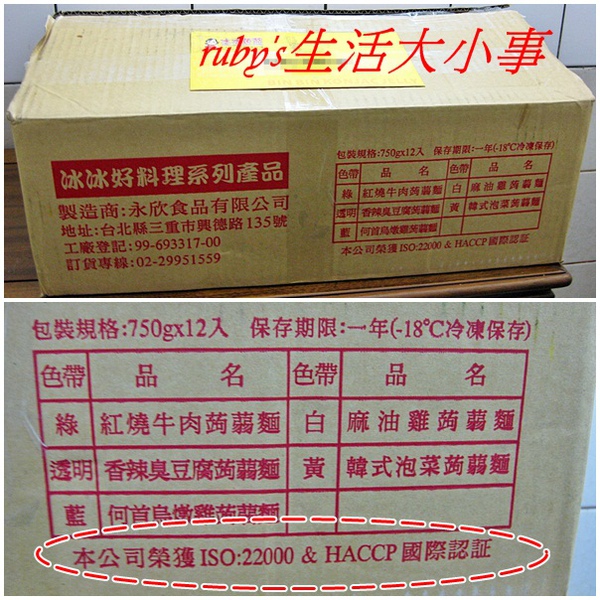 ruby's 生活大小事
冰冰好料理系列產品
製造商:永欣食品有限公司
地址:台北縣三重市興德路135號
工廠登記:99-693317-00
訂貨專線:02-29951559
包裝規格:750gx12入 保存期限:一年(-18℃冷凍保存)
色帶 品 名 色帶 品 名
綠 紅燒牛肉蒟蒻麵 白 麻油雞蒟蒻麵
透明 香辣臭豆腐蒟蒻麵 黃 韓式泡菜蒟蒻麵
藍 何首烏燉雞蒟蒻麵
本公司榮獲ISO:22000 & HACCP國際認証
包裝規格:750gx12入 保存期限:一年(-18℃冷凍保存)
色帶 品 名 色帶 品 名
綠 紅燒牛肉蒟蒻麵 白 麻油雞蒟蒻麵
透明 香辣臭豆腐蒟蒻麵 黃 韓式泡菜蒟蒻麵
藍 何首烏燉雞蒟蒻麵
本公司榮獲ISO:22000 & HACCP國際認証